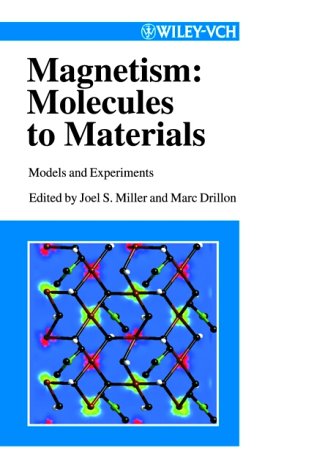 WILEY-VCH
Magnetism:
Molecules
to Materials
Models and Experiments
Edited by Joel S. Miller and Marc Drillon